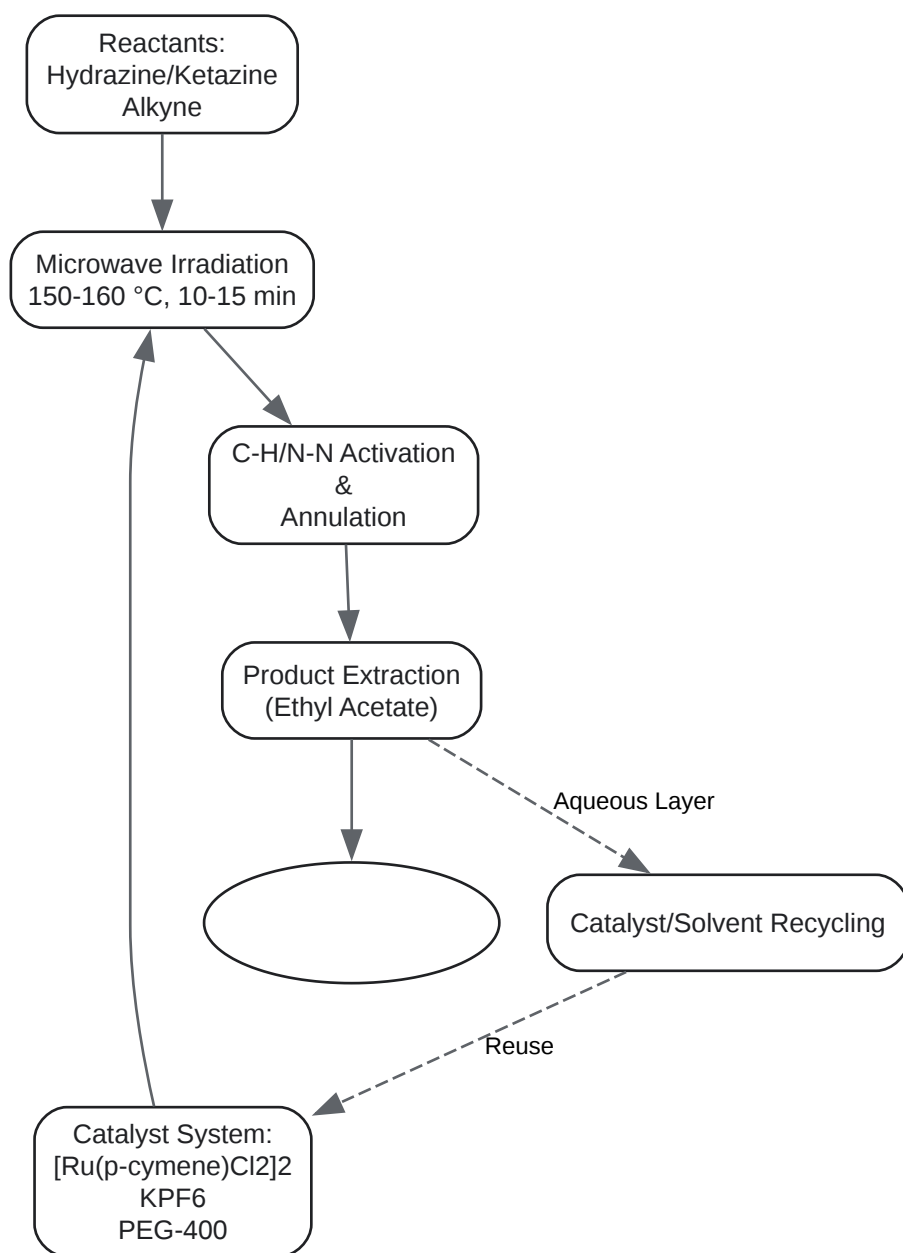 Reactants:
Hydrazine/Ketazine
Alkyne
Microwave Irradiation
150-160 °C, 10-15 min
C-H/N-N Activation
&
Annulation
Product Extraction
(Ethyl Acetate)
Aqueous Layer
Catalyst/Solvent Recycling
Reuse
Catalyst System:
[Ru(p-cymene)Cl2]2
KPF6
PEG-400